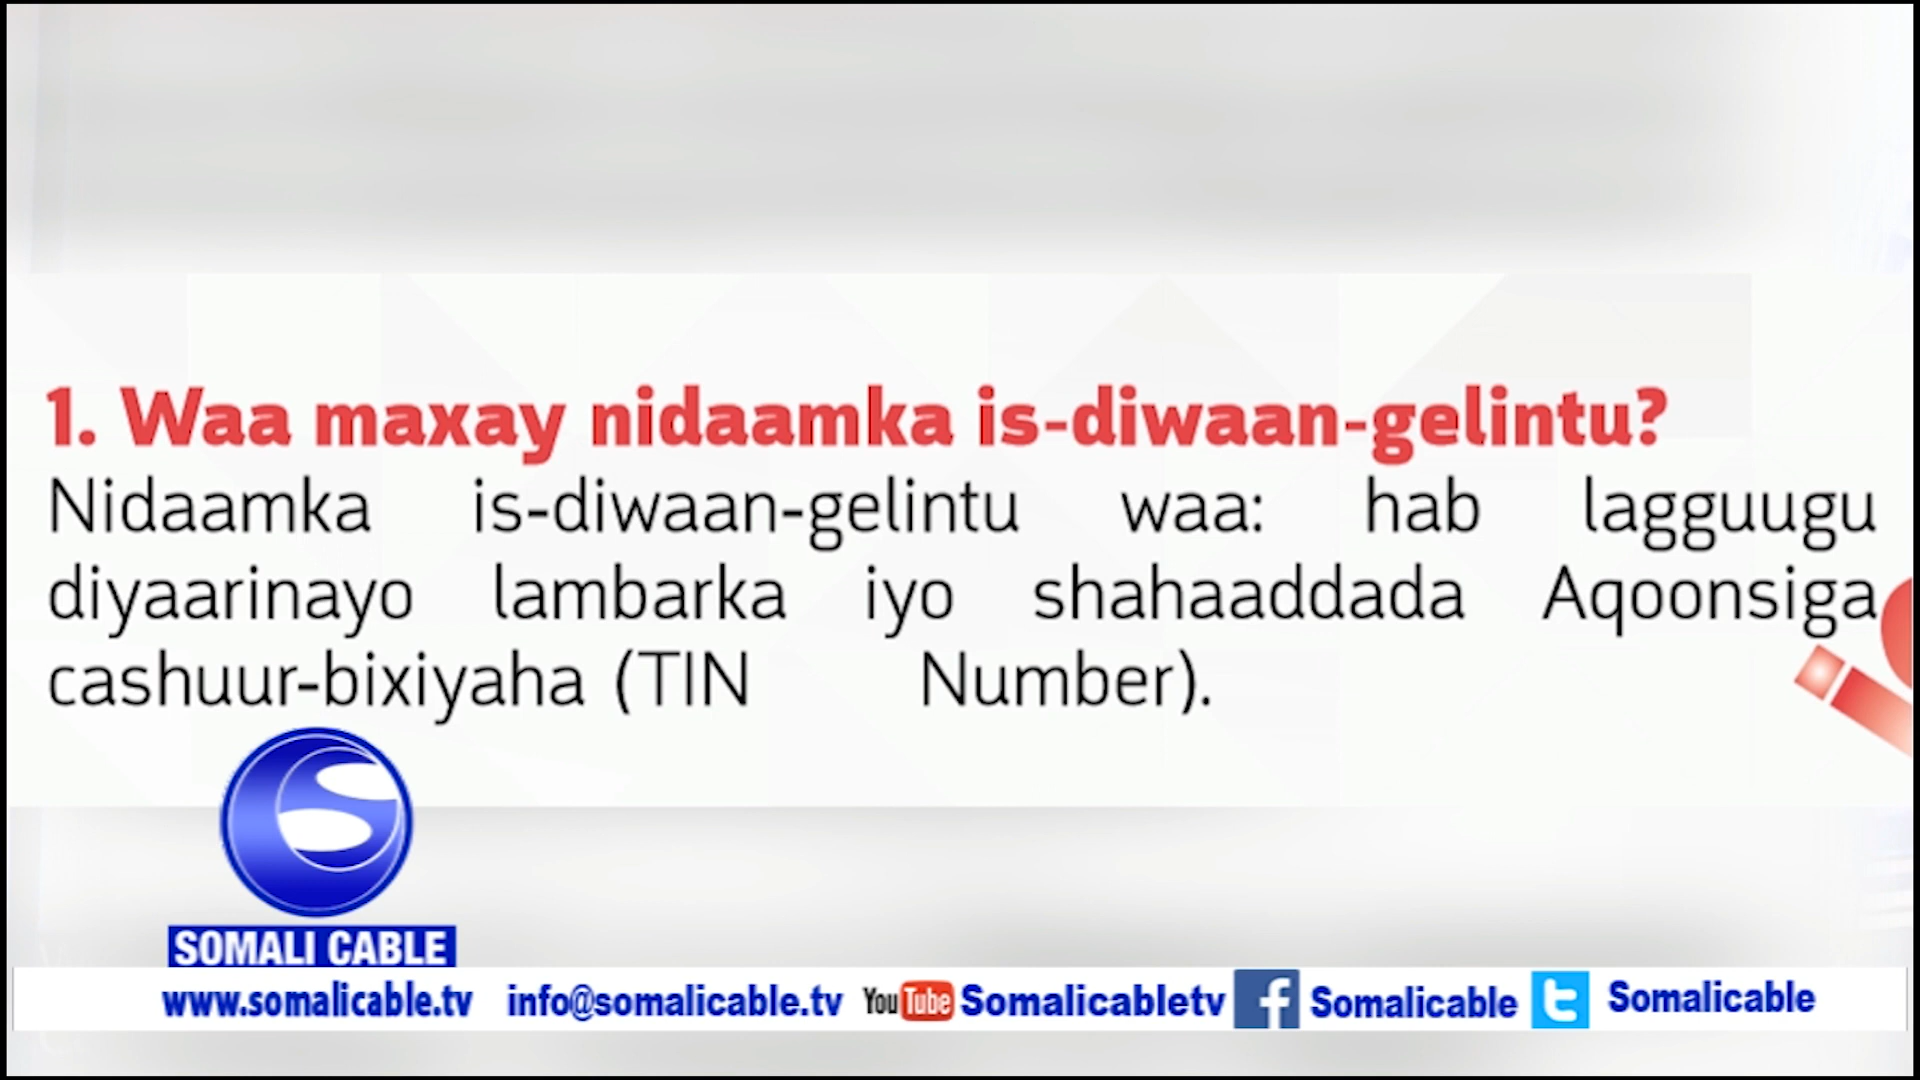 1. Waa maxay nidaamka is-diwaan-gelintu?
Nidaamka is-diwaan-gelintu waa: hab lagguugu
diyaarinayo lambarka iyo shahaaddada Aqoonsiga
cashuur-bixiyaha (TIN Number).
SOMALI CABLE
www.somalicable.tv info@somalicable.tv YouTube Somalicabletv f Somalicable t Somalicable